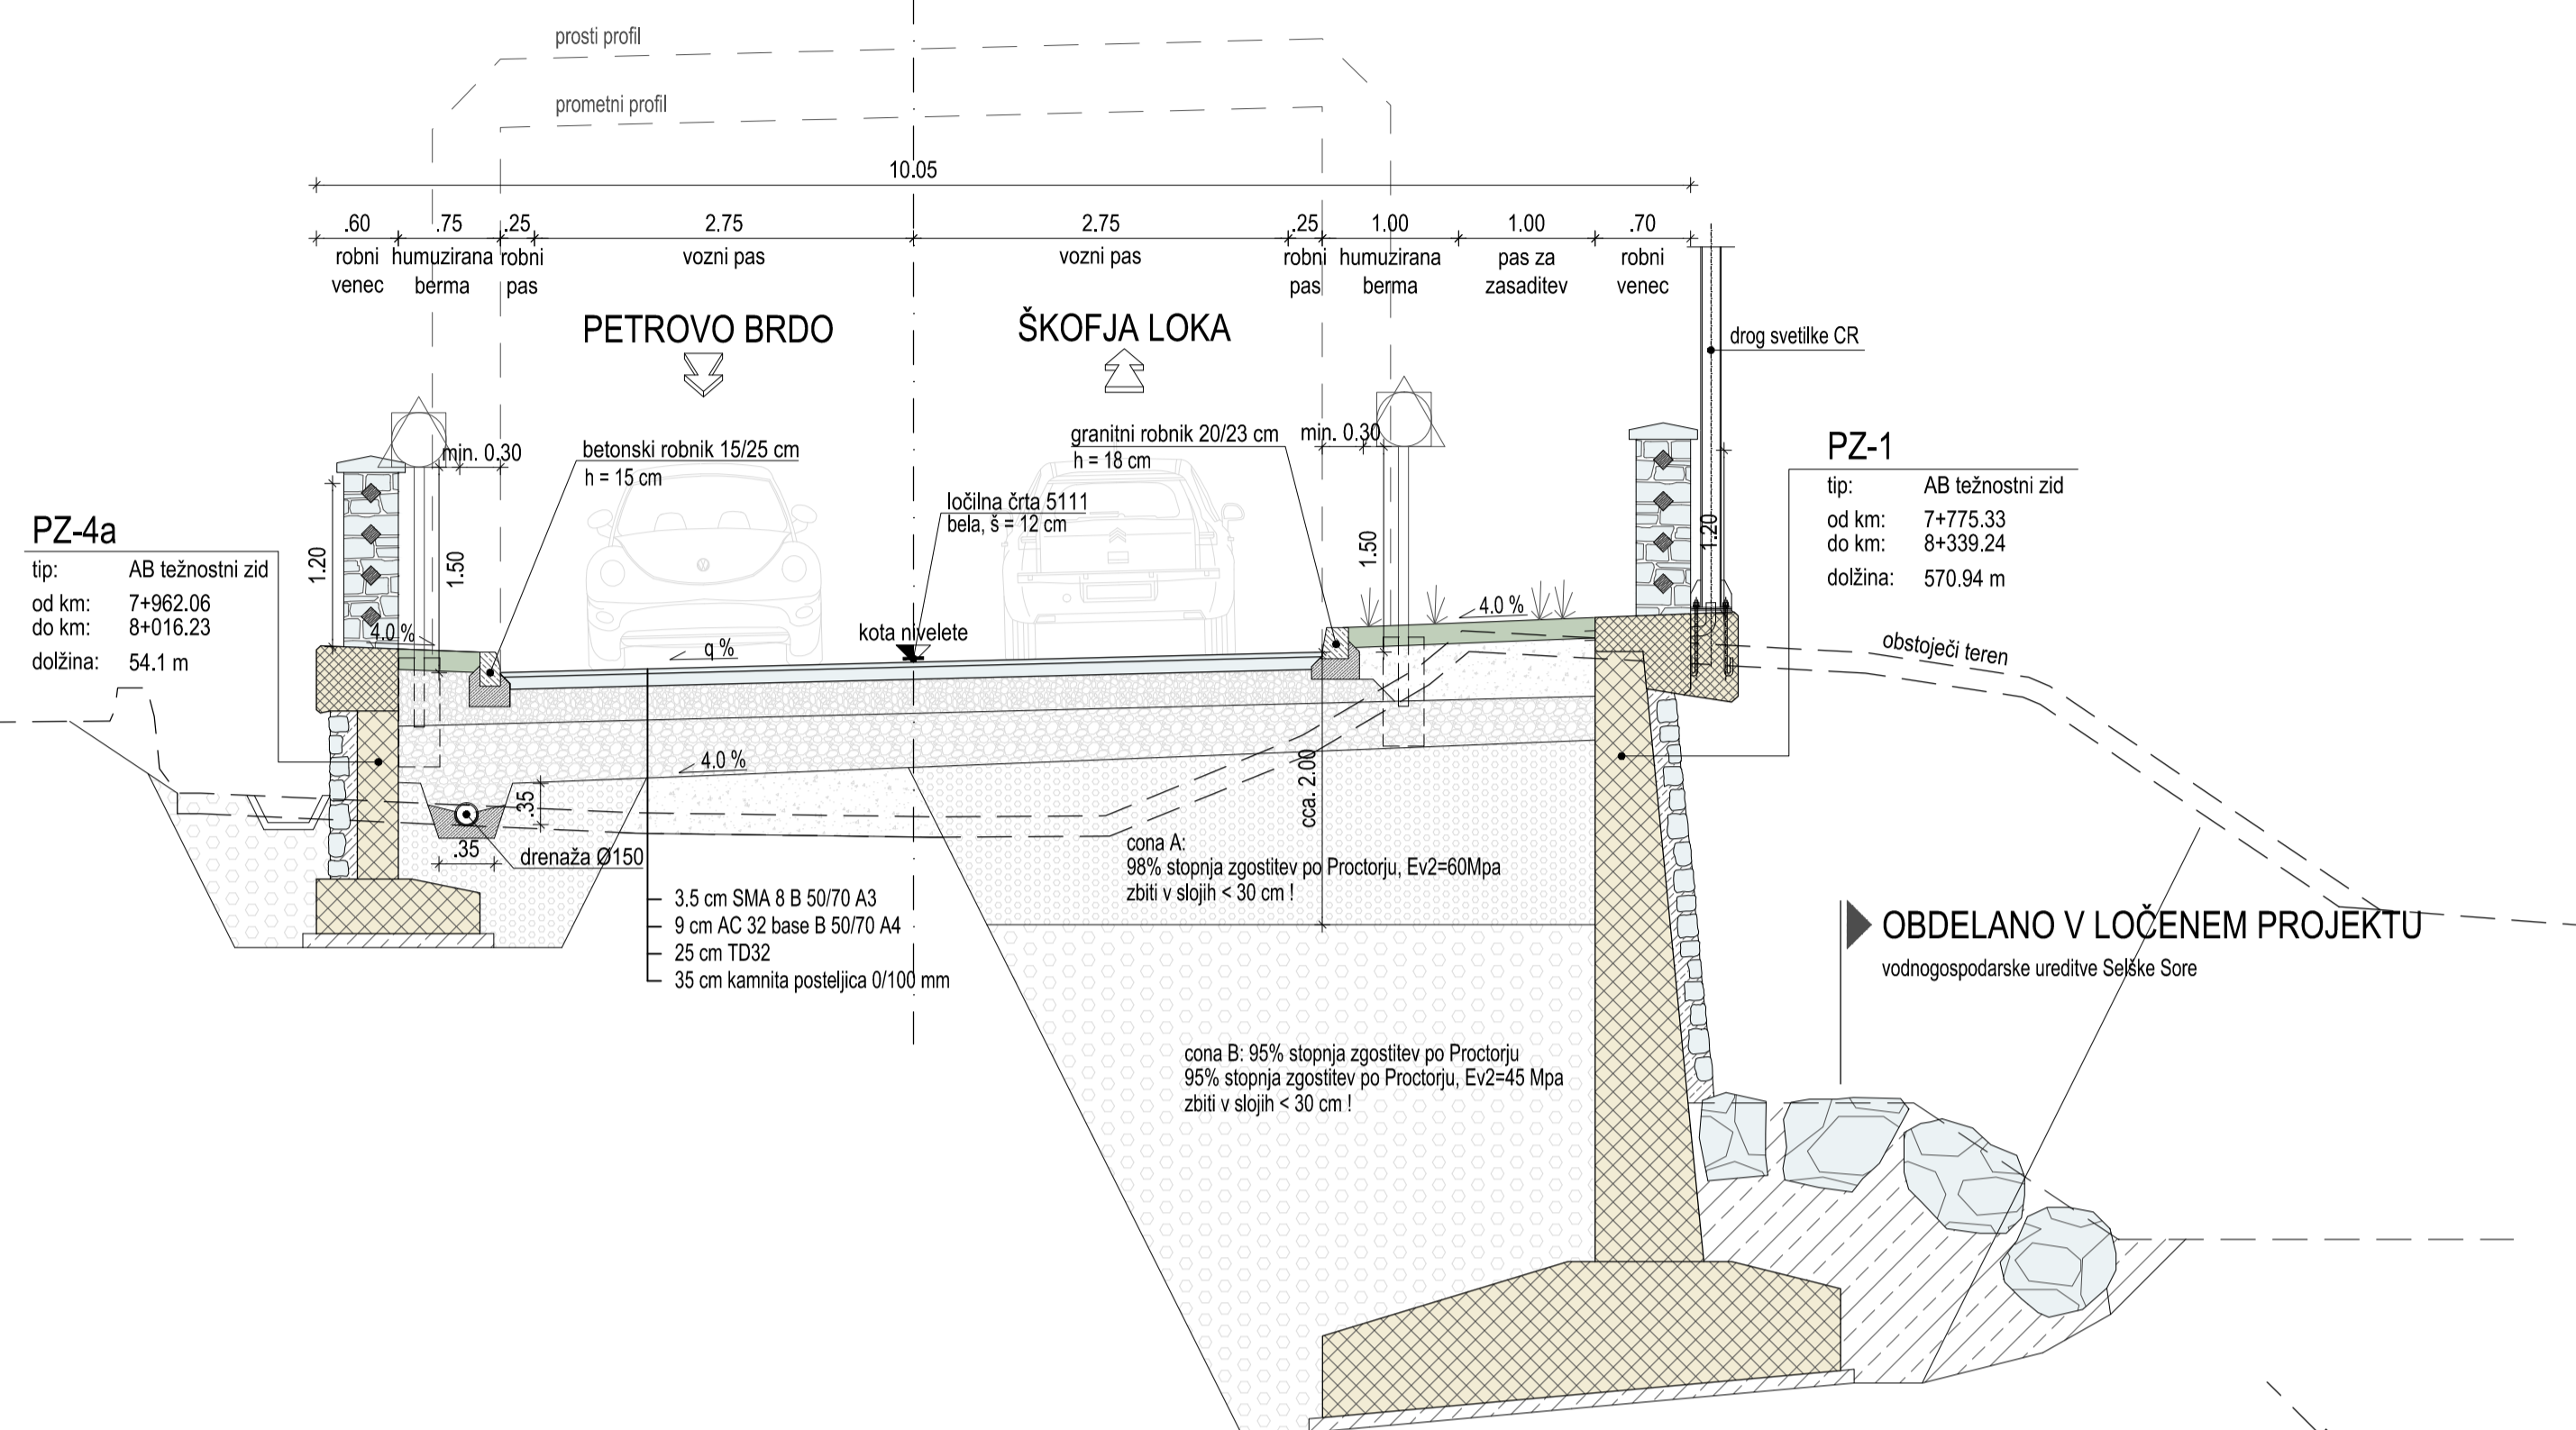 prosti profil
prometni profil
10.05
.60
.75
.25
2.75
2.75
.25
1.00
1.00
.70
robni
venec
humuzirana
berma
robni
pas
vozni pas
vozni pas
robni
pas
humuzirana
berma
pas za
zasaditev
robni
venec
PETROVO BRDO
ŠKOFJA LOKA
drog svetilke CR
min. 0.30
betonski robnik 15/25 cm
h = 15 cm
granitni robnik 20/23 cm
h = 18 cm
min. 0.30
ločilna črta 5111
bela, š = 12 cm
PZ-4a
tip: AB težnostni zid
od km: 7+962.06
do km: 8+016.23
dolžina: 54.1 m
PZ-1
tip: AB težnostni zid
od km: 7+775.33
do km: 8+339.24
dolžina: 570.94 m
1.20
1.50
1.50
1.20
4.0 %
q %
kota nivelete
4.0 %
obstoječi teren
4.0 %
.35
.35
drenaža Ø150
cca. 2.00
cona A:
98% stopnja zgostitev po Proctorju, Ev2=60Mpa
zbiti v slojih < 30 cm !
3.5 cm SMA 8 B 50/70 A3
9 cm AC 32 base B 50/70 A4
25 cm TD32
35 cm kamnita posteljica 0/100 mm
OBDELANO V LOČENEM PROJEKTU
vodnogospodarske ureditve Selške Sore
cona B: 95% stopnja zgostitev po Proctorju
95% stopnja zgostitev po Proctorju, Ev2=45 Mpa
zbiti v slojih < 30 cm !